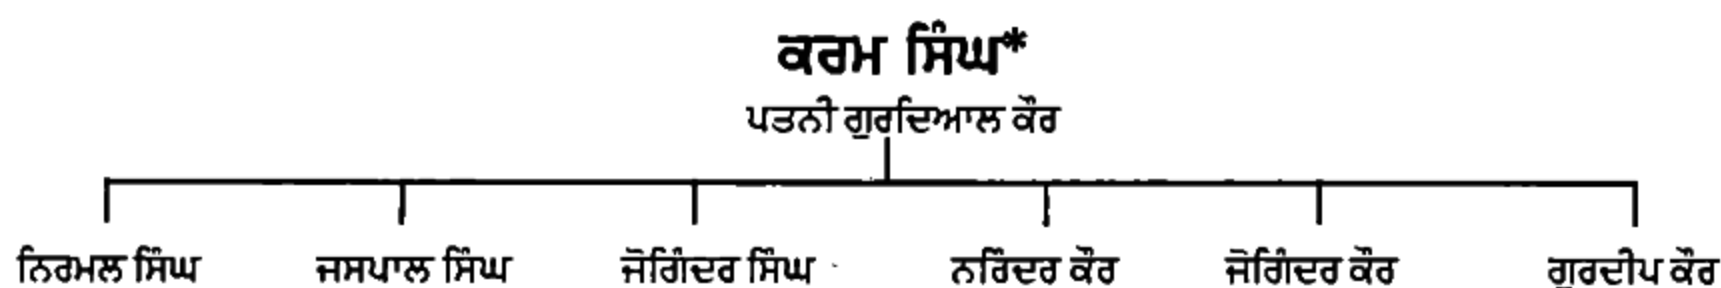 ਕਰਮ ਸਿੰਘ*
ਪਤਨੀ ਗੁਰਦਿਆਲ ਕੌਰ
ਨਿਰਮਲ ਸਿੰਘ ਜਸਪਾਲ ਸਿੰਘ ਜੋਗਿੰਦਰ ਸਿੰਘ ਨਰਿੰਦਰ ਕੌਰ ਜੋਗਿੰਦਰ ਕੌਰ ਗੁਰਦੀਪ ਕੌਰ